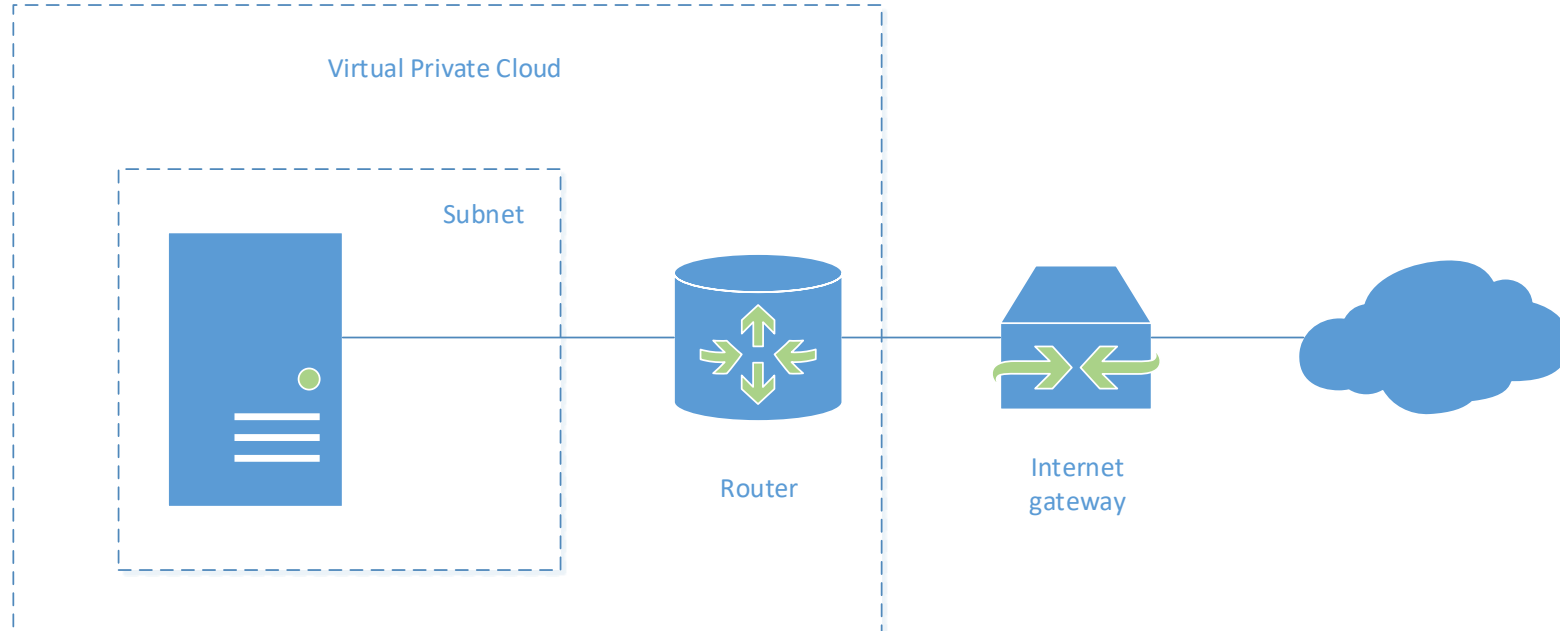 Virtual Private Cloud
Subnet
Router
Internet
gateway